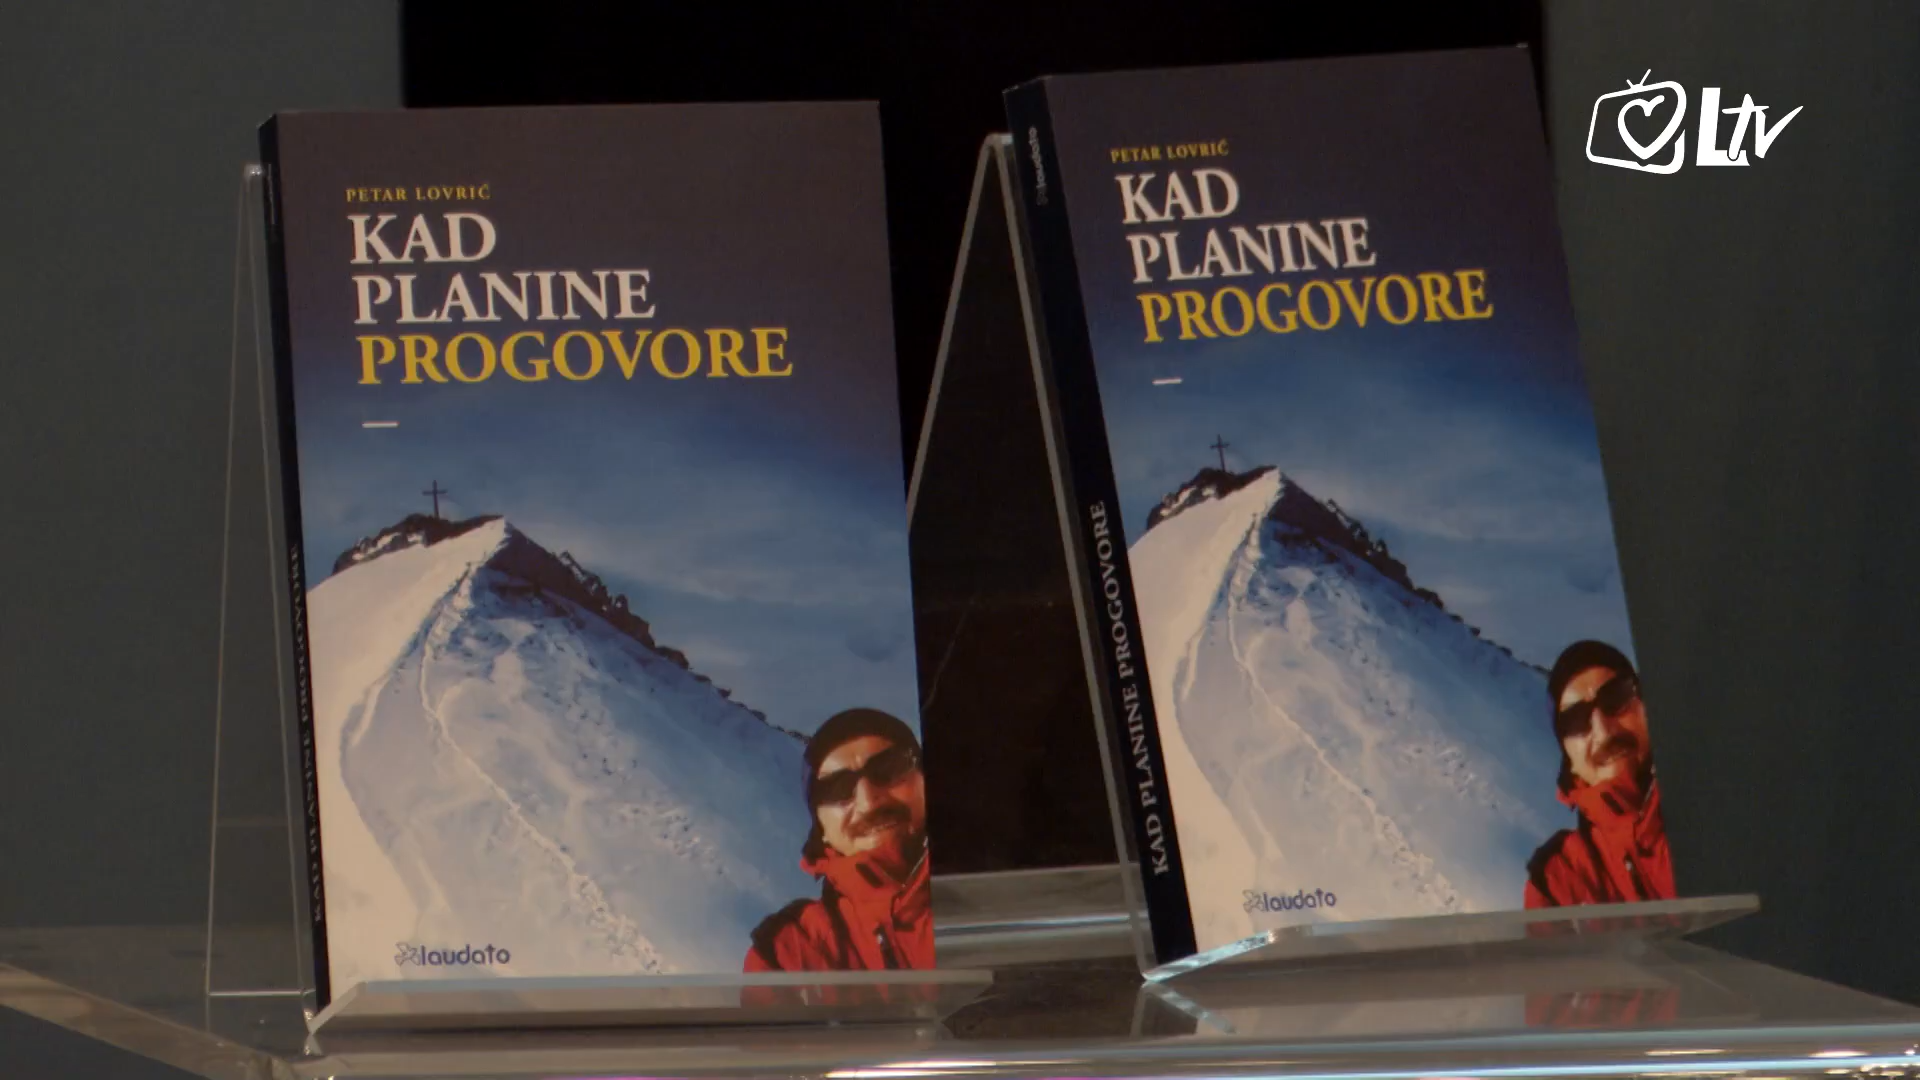 PETAR LOVRIĆ
KAD
PLANINE
PROGOVORE
laudato
KAD PLANINE PROGOVORE
laudato
PETAR LOVRIĆ
KAD
PLANINE
PROGOVORE
laudato
KAD PLANINE PROGOVORE
LTV